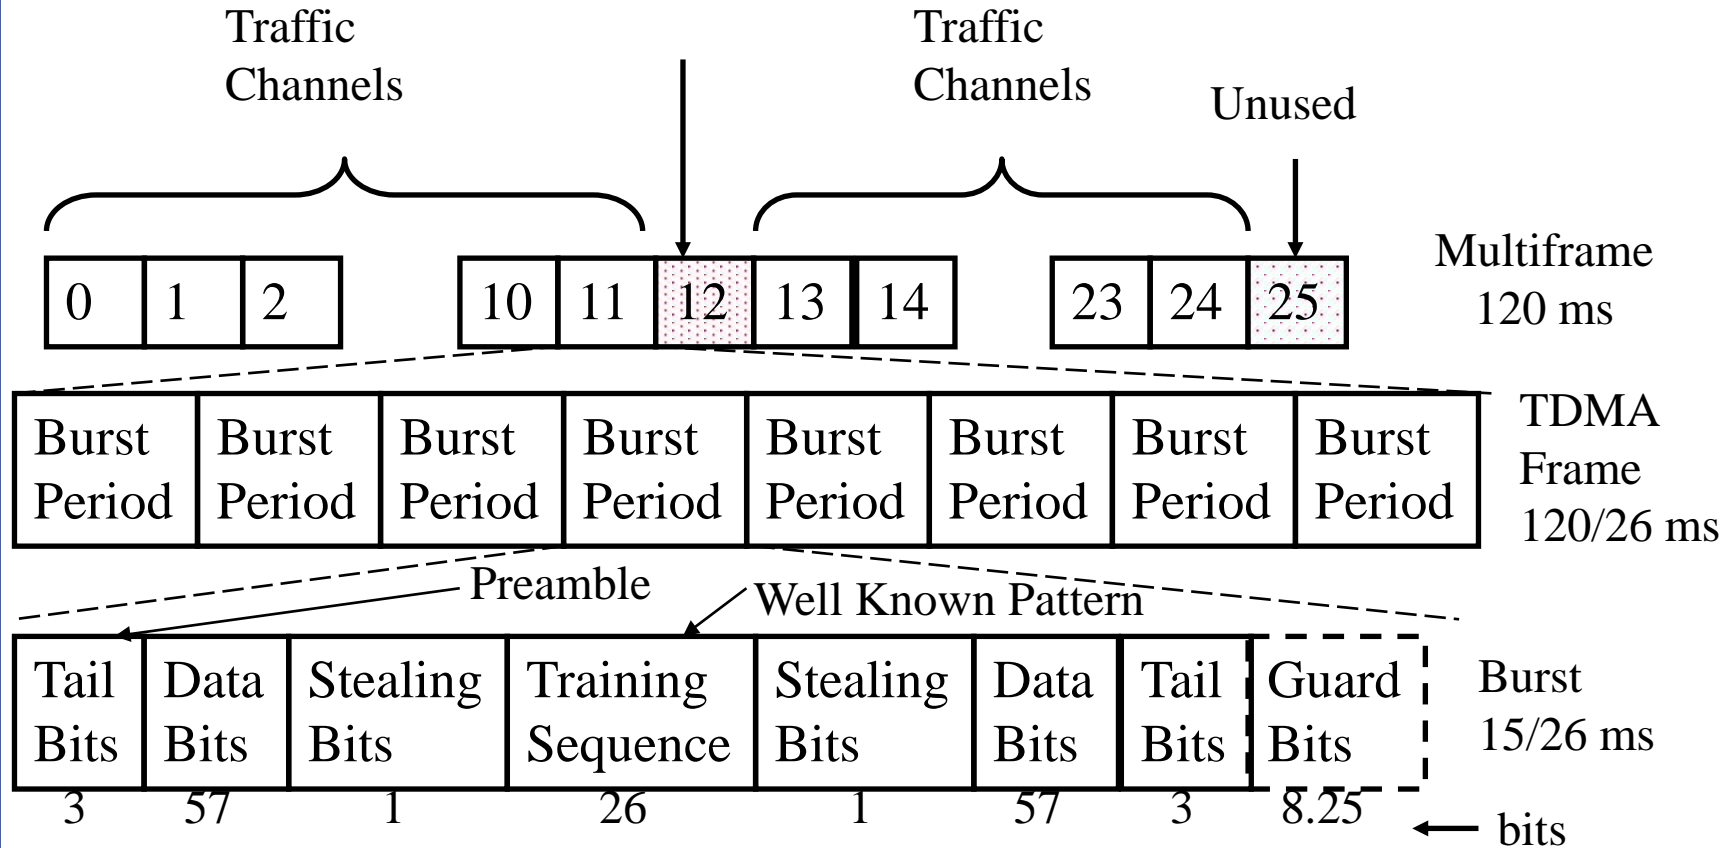 Traffic
Channels
Traffic
Channels
Unused
0 1 2 10 11 12 13 14 23 24 25
Multiframe
120 ms
Burst Burst Burst Burst Burst Burst Burst Burst
Period Period Period Period Period Period Period Period
TDMA
Frame
120/26 ms
Preamble
Well Known Pattern
Tail Data Stealing Training Stealing Data Tail Guard
Bits Bits Bits Sequence Bits Bits Bits Bits
Burst
15/26 ms
3 57 1 26 1 57 3 8.25
bits